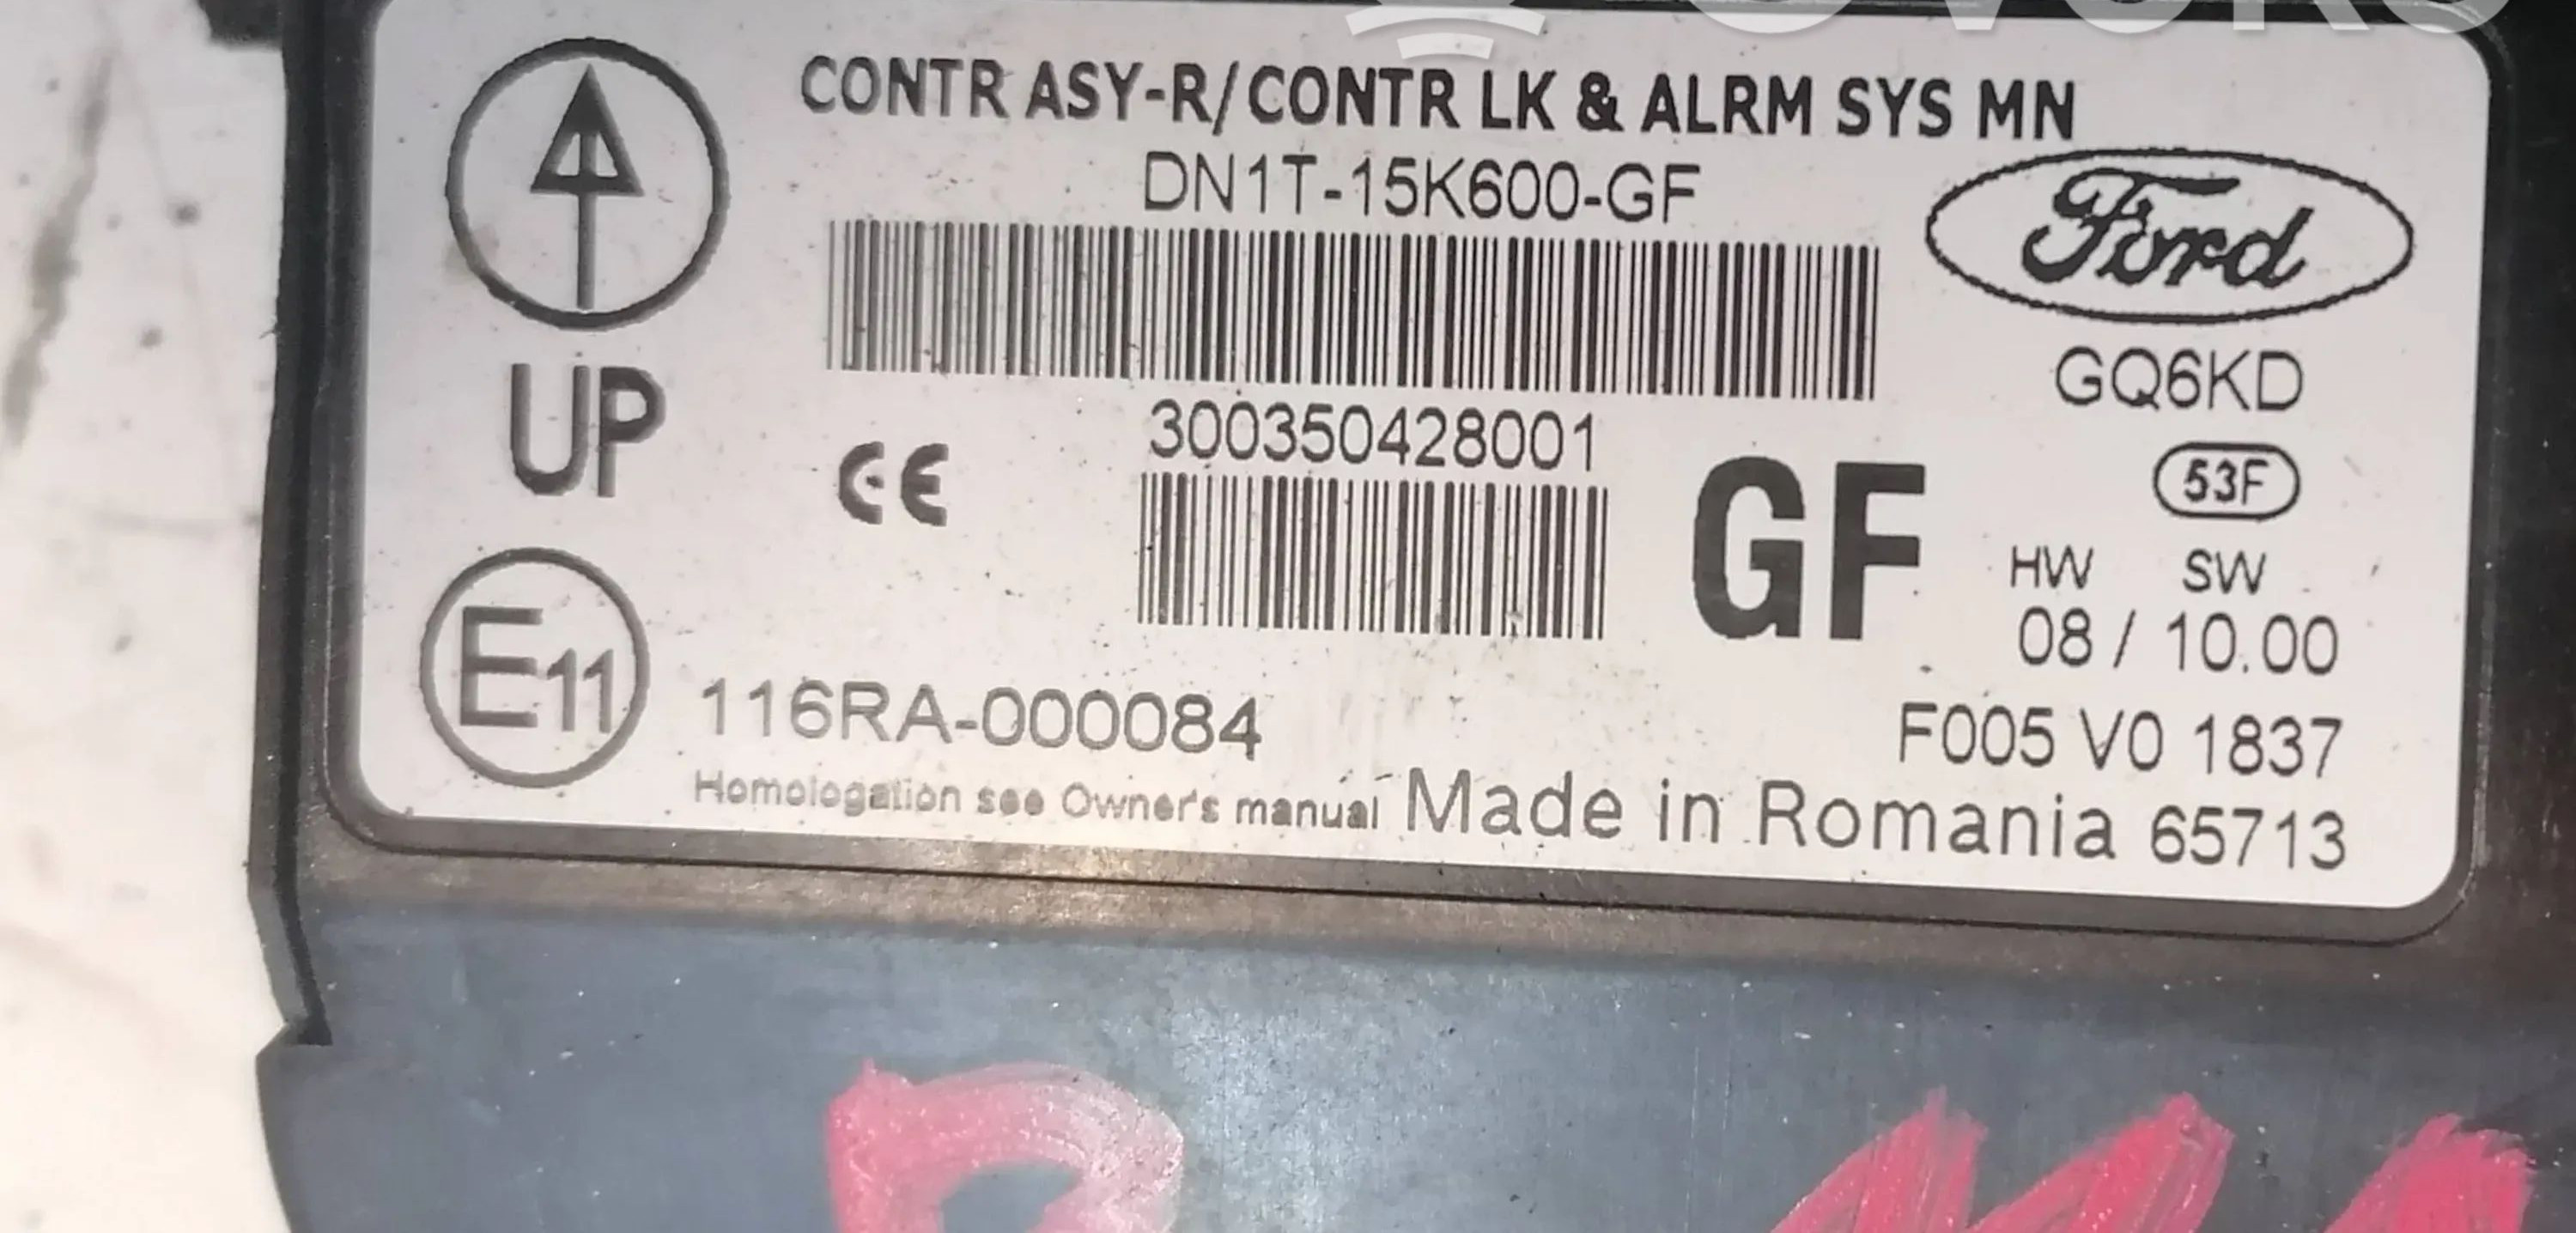 CONTR ASY-R/CONTR LK & ALRM SYS MN
DN1T-15K600-GF
Ford
GQ6KD
UP
CE
300350428001
GF
53F
HW SW
08 / 10.00
E11
116RA-000084
F005 V0 1837
Homologation see Owner's manual Made in Romania 65713